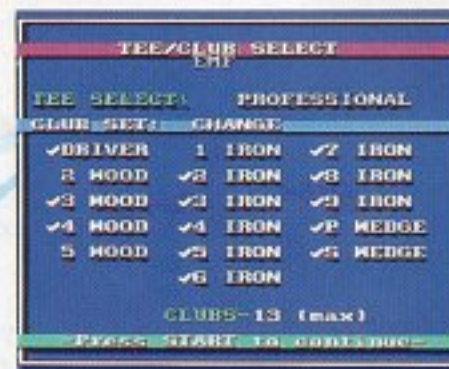 TEE/CLUB SELECT
EMF
TEE SELECT: PROFESSIONAL
CLUB SET: CHANGE
✓DRIVER 1 IRON ✓7 IRON
2 WOOD ✓2 IRON ✓8 IRON
✓3 WOOD ✓3 IRON ✓9 IRON
✓4 WOOD ✓4 IRON ✓P WEDGE
5 WOOD ✓5 IRON ✓S WEDGE
✓6 IRON
CLUBS-13 (max)
-Press START to continue-